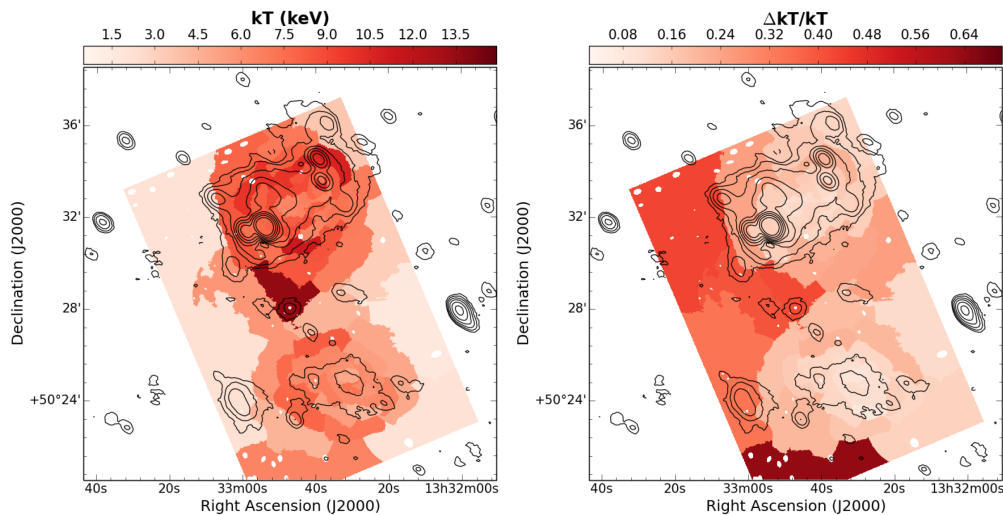 kT (keV)
1.5 3.0 4.5 6.0 7.5 9.0 10.5 13.5
36'
32'
28'
+50°24'
Declination (J2000)
40s 20s 33m00s 40s 20s 13h32m00s
Right Ascension (J2000)
ΔkT/kT
0.08 0.16 0.24 0.32 0.40 0.48 0.56 0.64
36'
32'
28'
+50°24'
Declination (J2000)
40s 20s 33m00s 40s 20s 13h32m00s
Right Ascension (J2000)